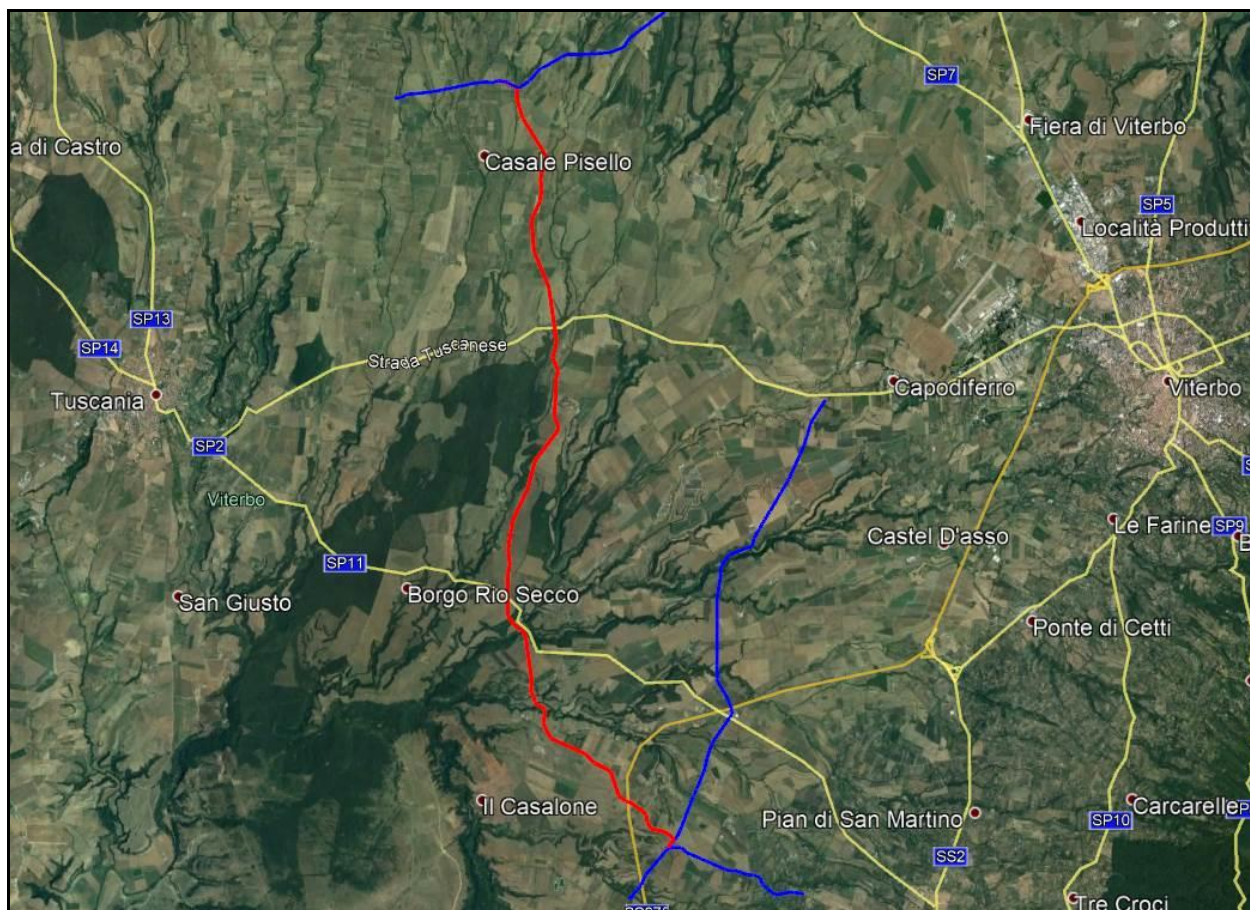 SP7
Fiera di Viterbo
a di Castro
Casale Pisello
SP5
Località Produtti
SP13
SP14
Strada Tuscanese
Tuscania
Capodiferro
Viterbo
SP2
Viterbo
Le Farine
SP9
B
Castel D'asso
SP11
Borgo Rio Secco
San Giusto
Ponte di Cetti
Il Casalone
Pian di San Martino
Carcarelle
SP10
SS2
Tre Croci